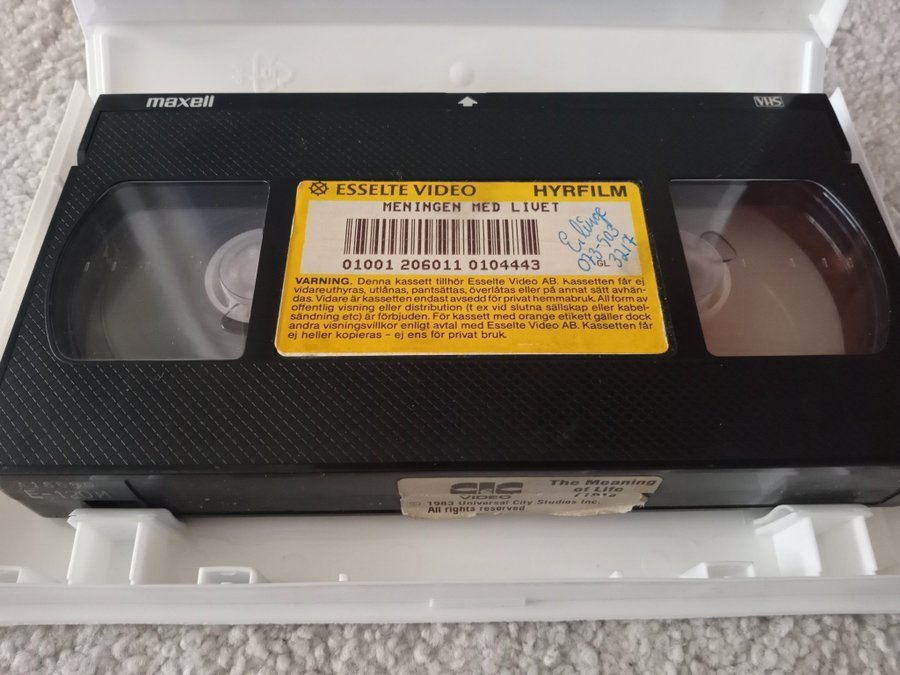 maxell
VHS
ESSELTE VIDEO HYRFILM
MENINGEN MED LIVET
01001 206011 0104443
GL
073-503
3217
VARNING. Denna kassett tillhör Esselte Video AB. Kassetten får ej
vidareuthyras, utlånas, pantsättas, överlåtas eller på annat sätt avhän-
das. Vidare är kassetten endast avsedd för privat hemmabruk. All form av
offentlig visning eller distribution (t ex vid slutna sällskap eller kabel-
sändning etc) är förbjuden. För kassett med orange etikett gäller dock
andra visningsvillkor enligt avtal med Esselte Video AB. Kassetten får
ej heller kopieras – ej ens för privat bruk.
CIC
VIDEO
The Meaning
of Life
© 1983 Universal City Studios Inc.
All rights reserved